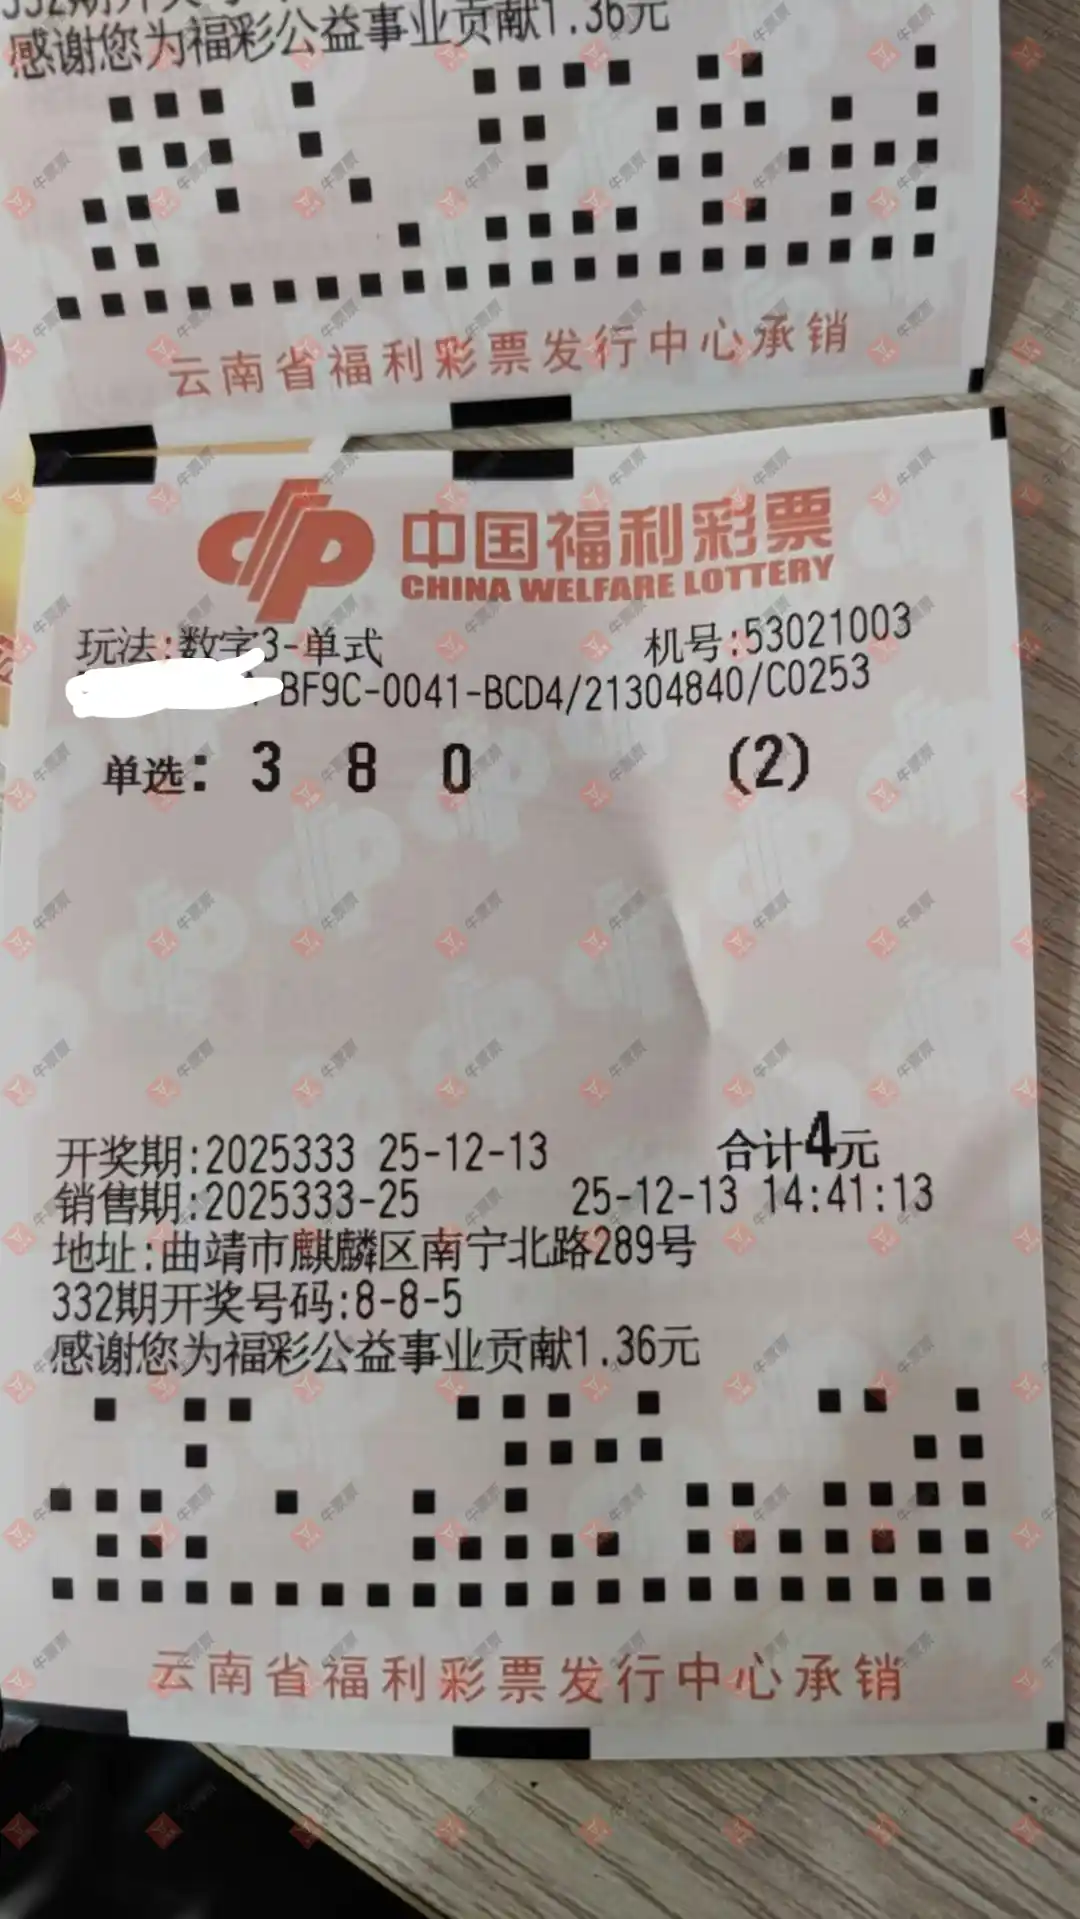 感谢您为福彩公益事业贡献1.36元
云南省福利彩票发行中心承销
中国福利彩票
CHINA WELFARE LOTTERY
玩法:数字3-单式 机号:53021003
BF9C-0041-BCD4/21304840/C0253
单选: 3 8 0 (2)
开奖期:2025333 25-12-13 合计4元
销售期:2025333-25 25-12-13 14:41:13
地址:曲靖市麒麟区南宁北路289号
332期开奖号码:8-8-5
感谢您为福彩公益事业贡献1.36元
云南省福利彩票发行中心承销
牛票票